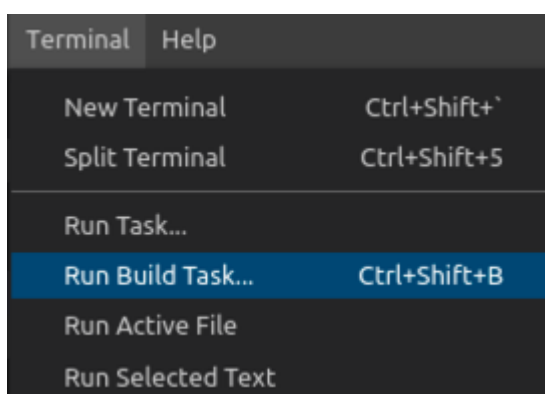 Terminal Help
New Terminal Ctrl+Shift+`
Split Terminal Ctrl+Shift+5
Run Task...
Run Build Task... Ctrl+Shift+B
Run Active File
Run Selected Text